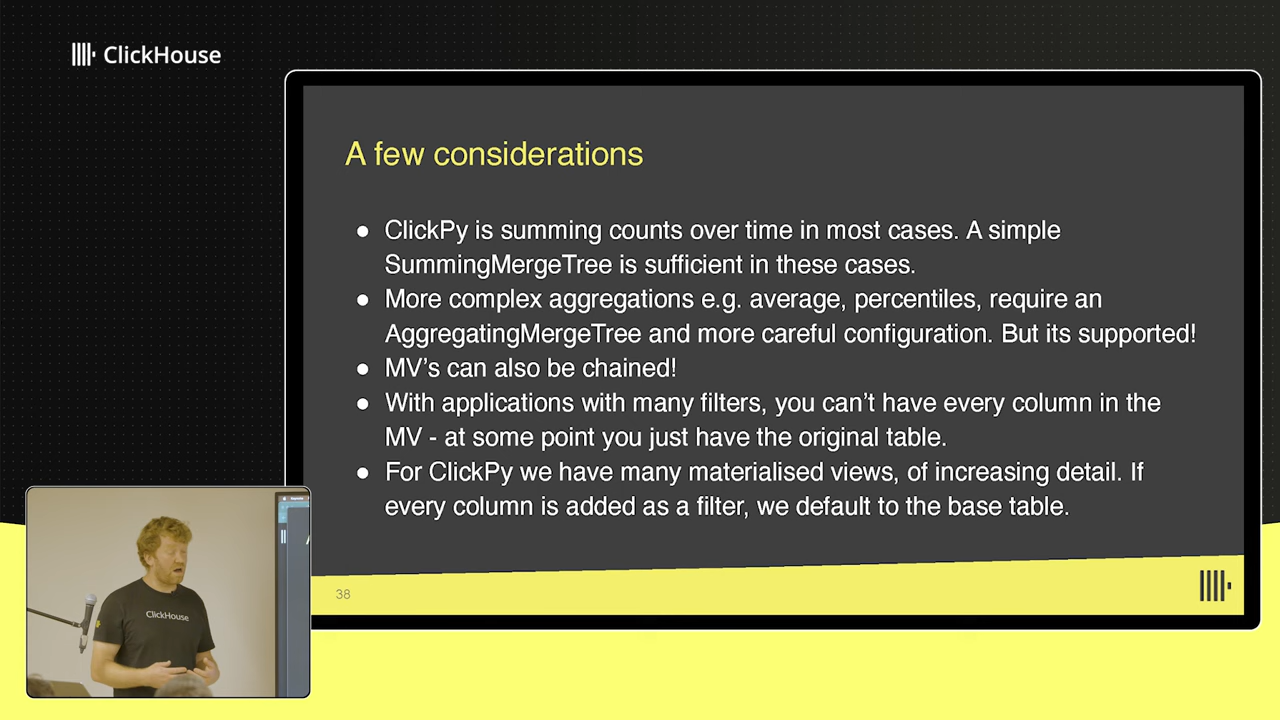 ClickHouse
A few considerations
● ClickPy is summing counts over time in most cases. A simple
SummingMergeTree is sufficient in these cases.
● More complex aggregations e.g. average, percentiles, require an
AggregatingMergeTree and more careful configuration. But its supported!
● MV's can also be chained!
● With applications with many filters, you can't have every column in the
MV - at some point you just have the original table.
● For ClickPy we have many materialised views, of increasing detail. If
every column is added as a filter, we default to the base table.
38
ClickHouse